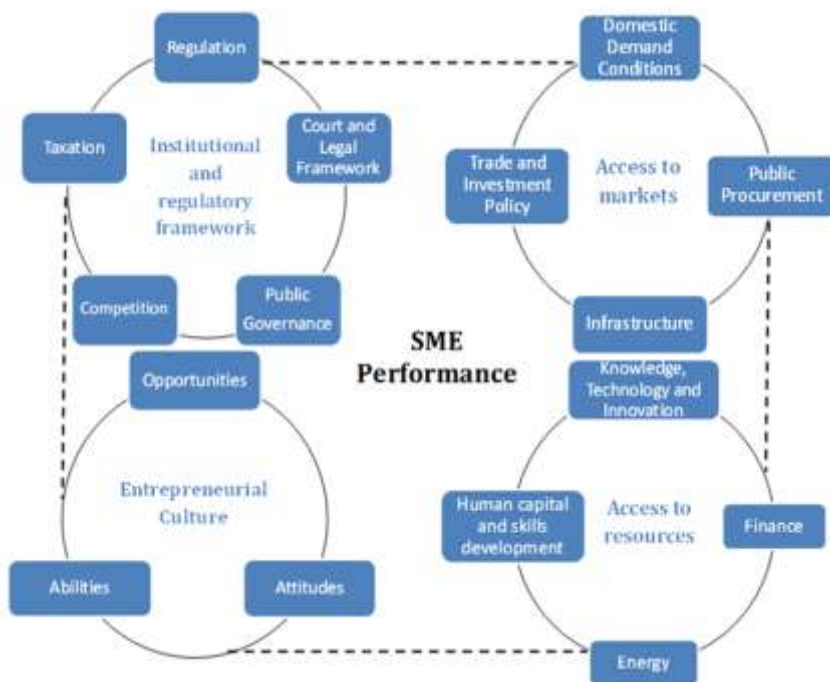 Regulation
Taxation
Court and
Legal
Framework
Institutional
and
regulatory
framework
Competition
Public
Governance
Domestic
Demand
Conditions
Trade and
Investment
Policy
Access to
markets
Public
Procurement
Infrastructure
SME
Performance
Opportunities
Entrepreneurial
Culture
Abilities
Attitudes
Knowledge,
Technology and
Innovation
Human capital
and skills
development
Access to
resources
Finance
Energy